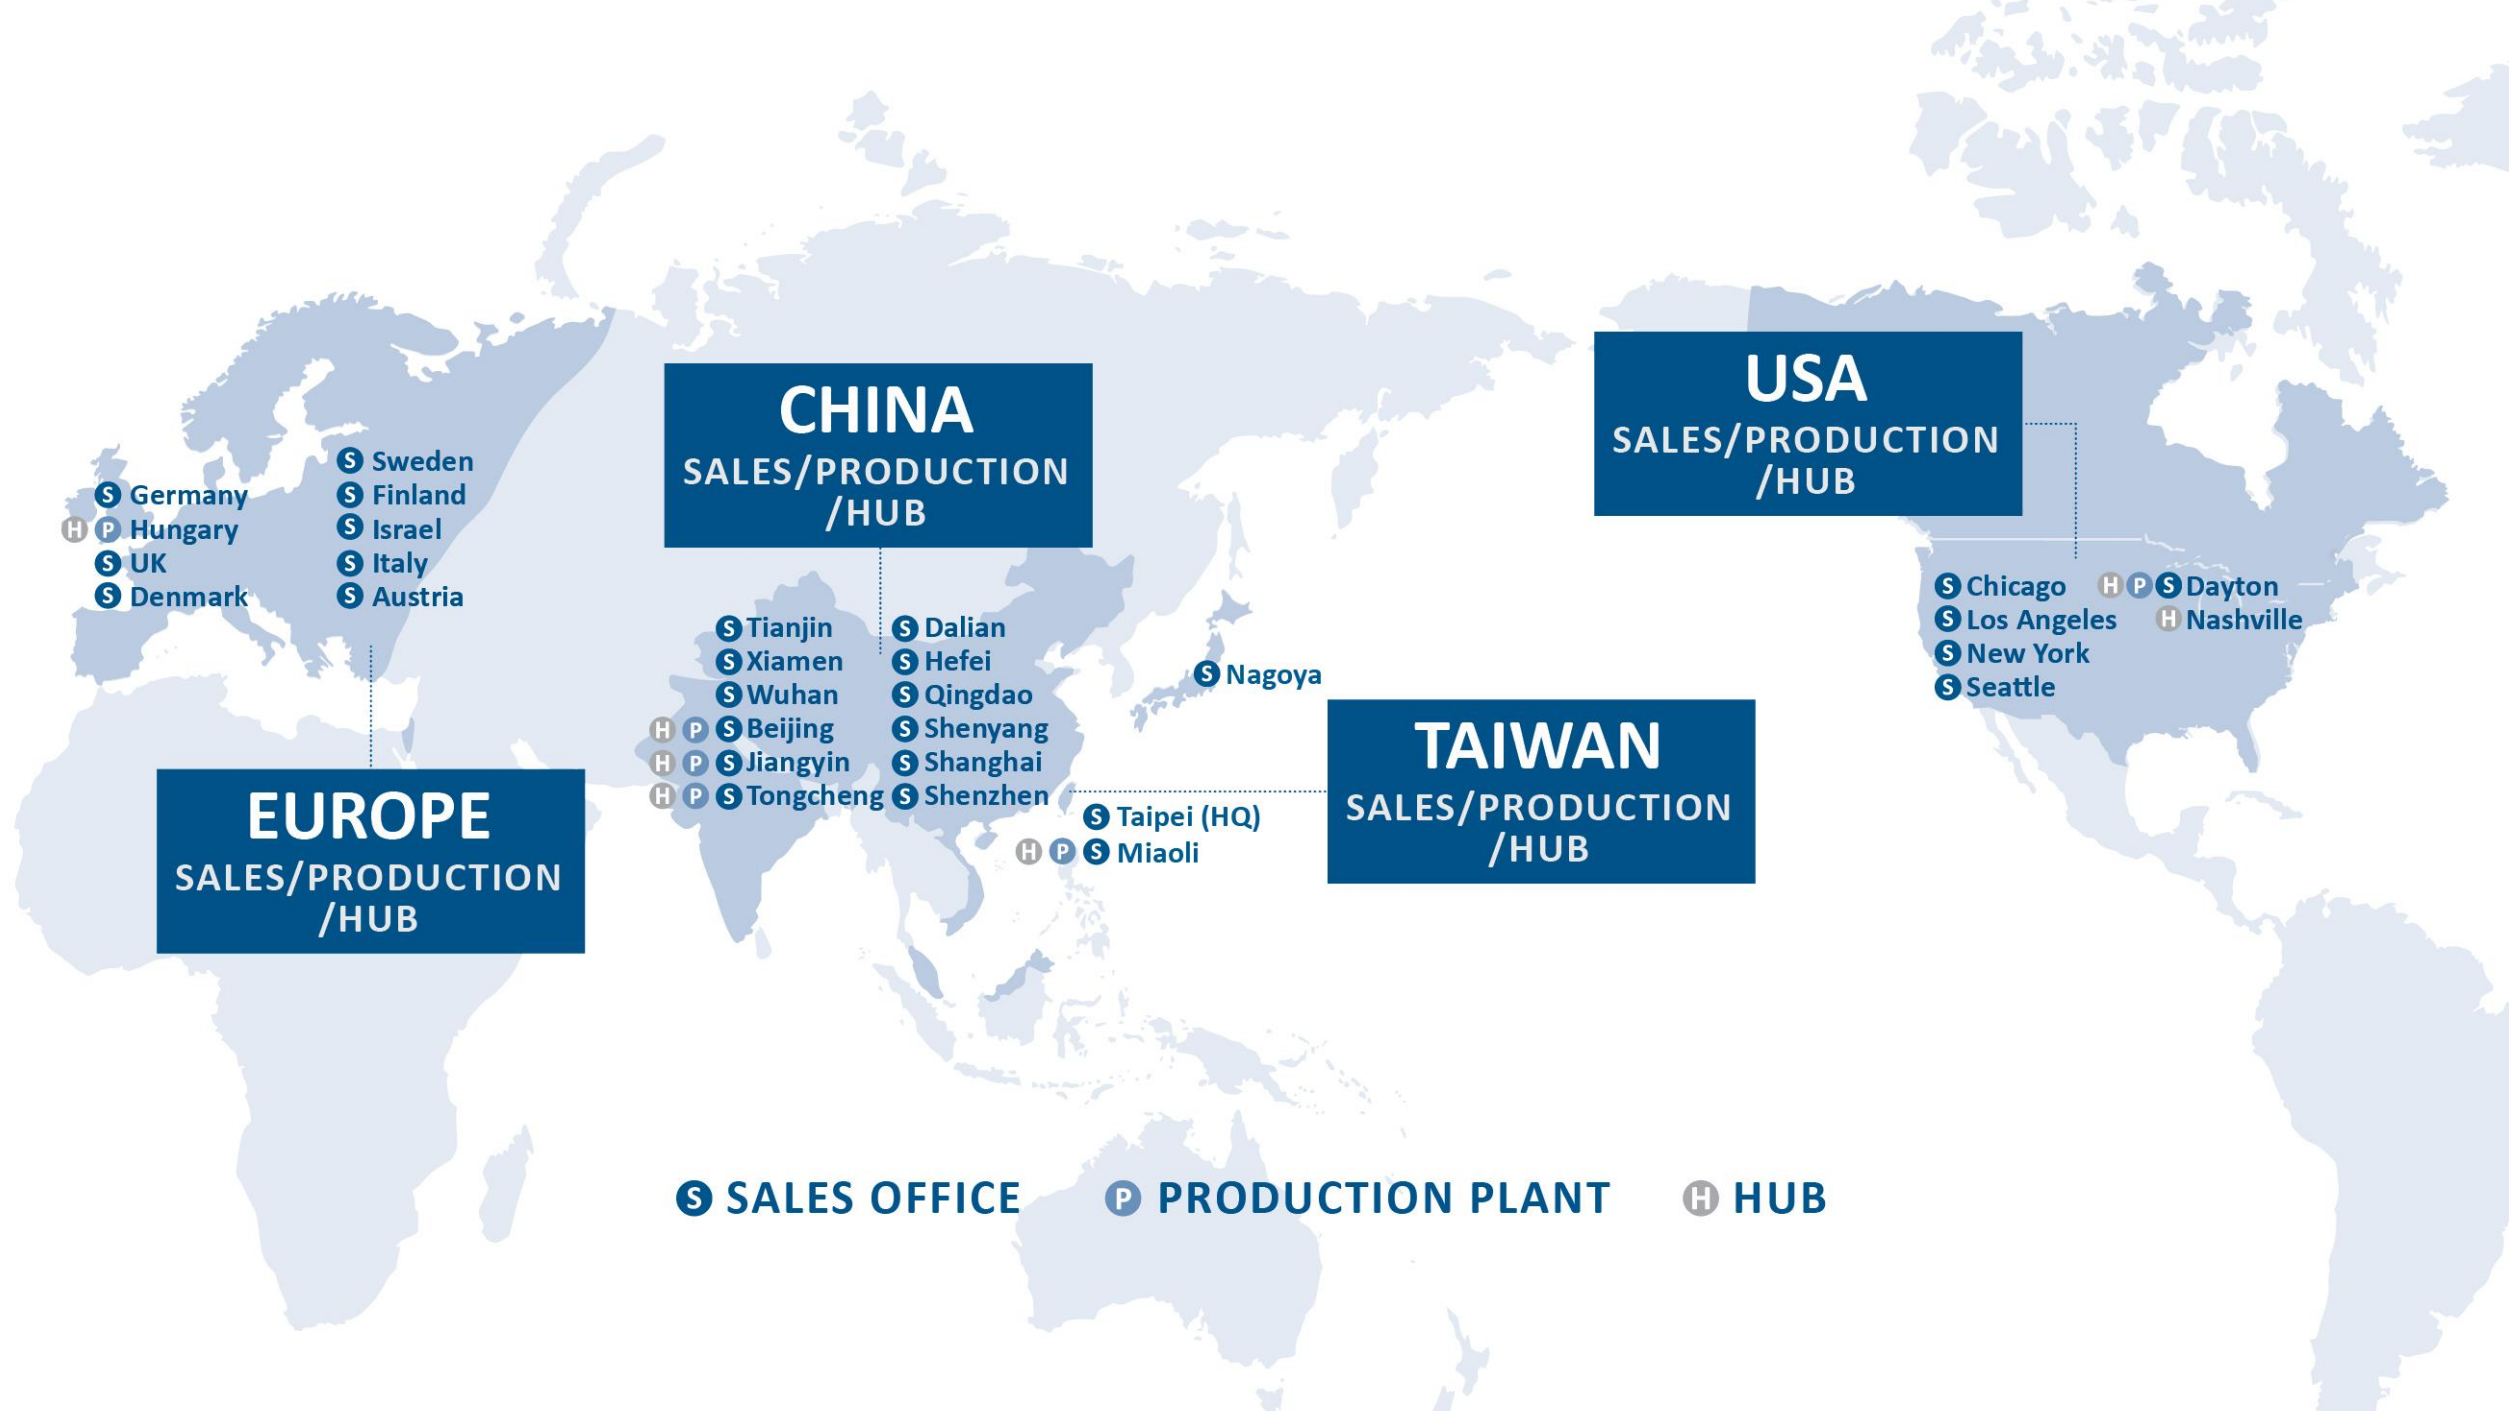 EUROPE
SALES/PRODUCTION
/HUB
S Germany
H P Hungary
S UK
S Denmark
S Sweden
S Finland
S Israel
S Italy
S Austria
CHINA
SALES/PRODUCTION
/HUB
S Tianjin
S Xiamen
S Wuhan
H P S Beijing
H P S Jiangyin
H P S Tongcheng
S Dalian
S Hefei
S Qingdao
S Shenyang
S Shanghai
S Shenzhen
S Nagoya
TAIWAN
SALES/PRODUCTION
/HUB
S Taipei (HQ)
H P S Miaoli
USA
SALES/PRODUCTION
/HUB
S Chicago
S Los Angeles
S New York
S Seattle
H P S Dayton
H Nashville
S SALES OFFICE
P PRODUCTION PLANT
H HUB